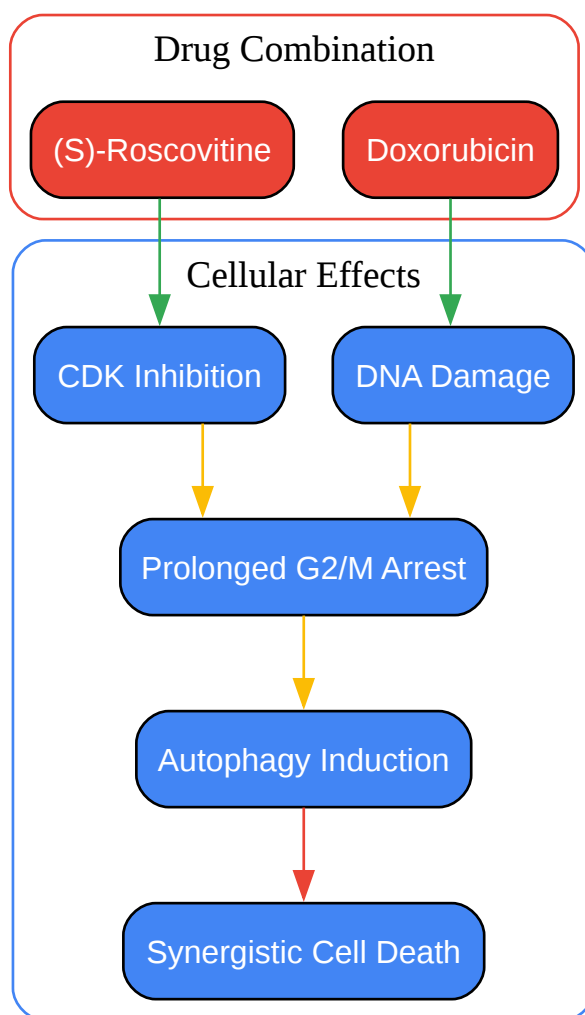 Drug Combination
(S)-Roscovitine
Doxorubicin
Cellular Effects
CDK Inhibition
DNA Damage
Prolonged G2/M Arrest
Autophagy Induction
Synergistic Cell Death